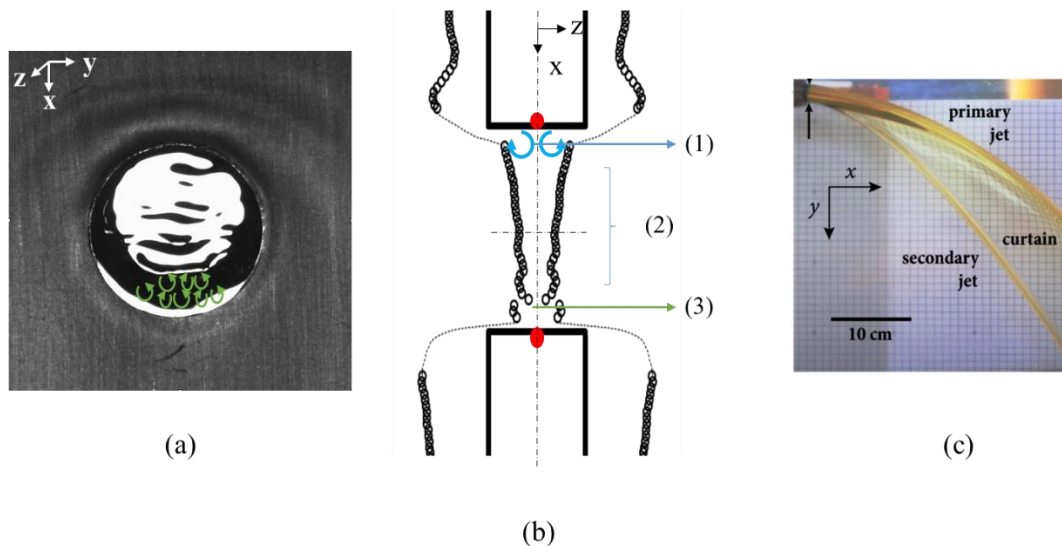 z y
x
z
x
(1)
(2)
(3)
primary
jet
x
y
curtain
secondary
jet
10 cm
(a)
(c)
(b)